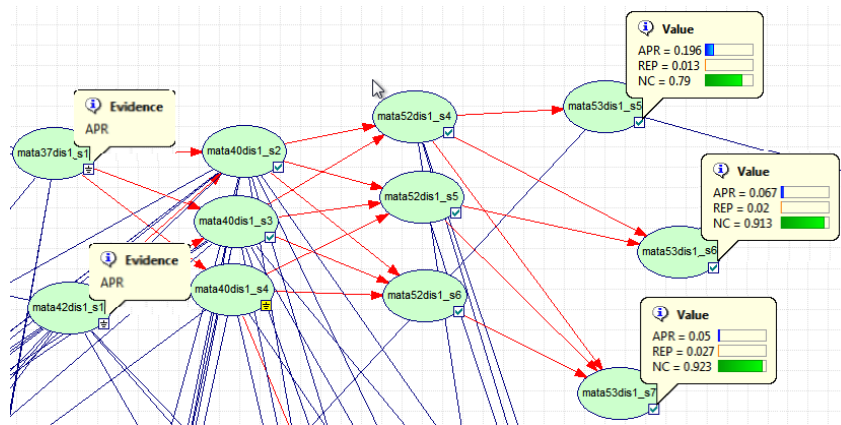 Value
APR = 0.196
REP = 0.013
NC = 0.79
Evidence
APR
mata37dis1_s1
mata40dis1_s2
mata52dis1_s4
mata53dis1_s5
Value
APR = 0.067
REP = 0.02
NC = 0.913
mata40dis1_s3
mata52dis1_s5
mata53dis1_s6
Evidence
APR
mata42dis1_s1
mata40dis1_s4
mata52dis1_s6
Value
APR = 0.05
REP = 0.027
NC = 0.923
mata53dis1_s7